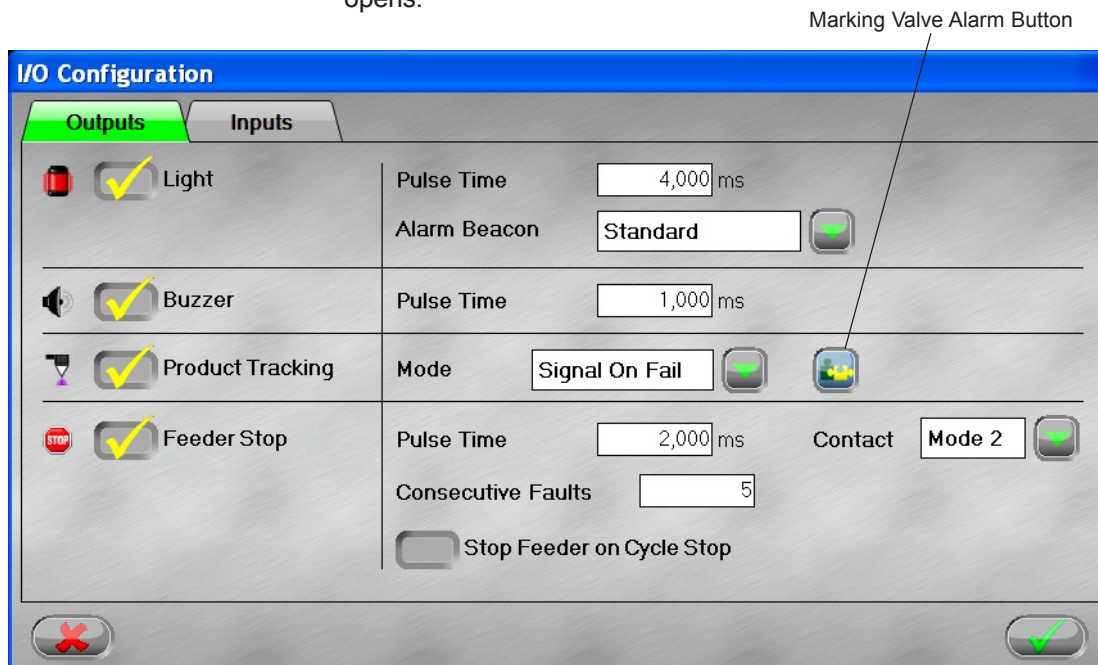 opens.
Marking Valve Alarm Button
I/O Configuration
Outputs Inputs
Light Pulse Time 4,000 ms
Alarm Beacon Standard
Buzzer Pulse Time 1,000 ms
Product Tracking Mode Signal On Fail
STOP Feeder Stop Pulse Time 2,000 ms Contact Mode 2
Consecutive Faults 5
Stop Feeder on Cycle Stop